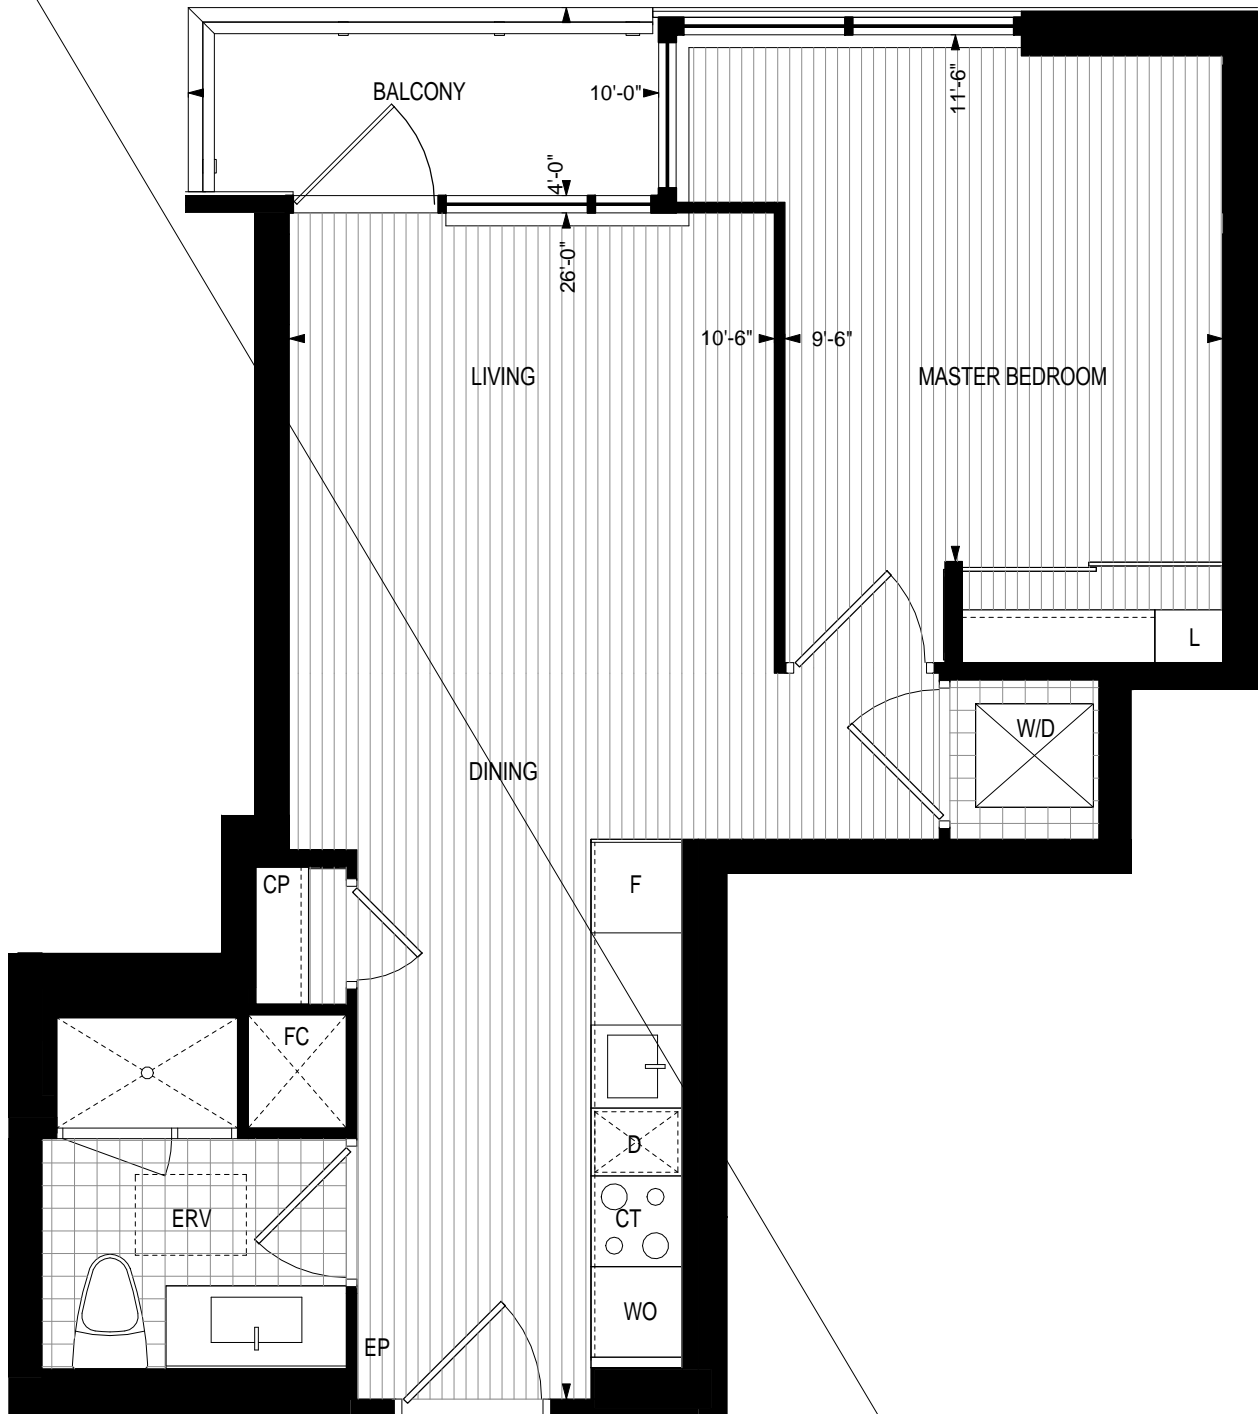 BALCONY
10'-0"
11'-6"
4'-0"
26'-0"
10'-6"
9'-6"
LIVING
MASTER BEDROOM
L
W/D
DINING
CP
F
FC
D
ERV
CT
WO
EP